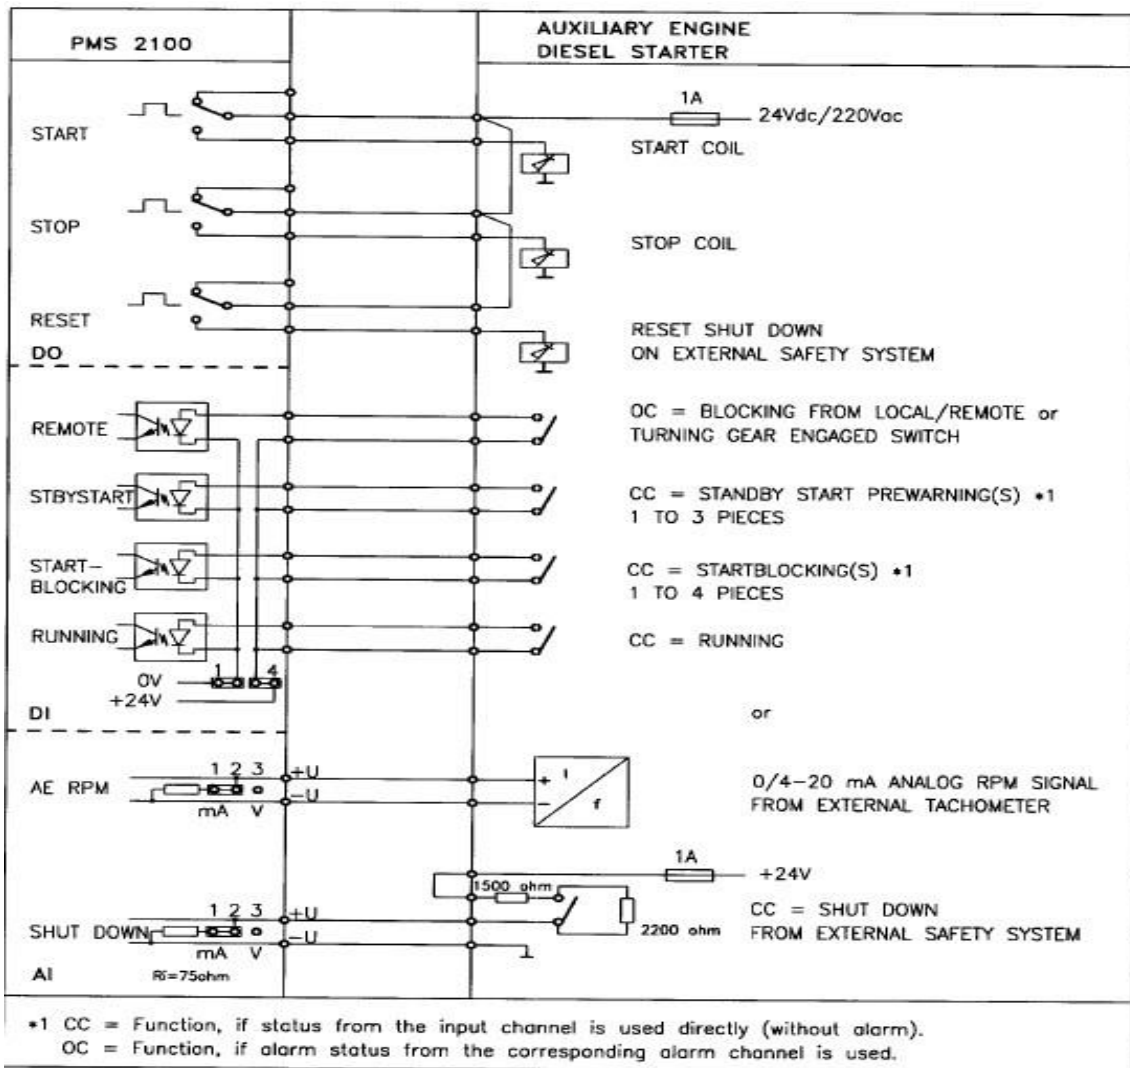 PMS 2100
AUXILIARY ENGINE
DIESEL STARTER
START
1A
24Vdc/220Vac
START COIL
STOP
STOP COIL
RESET
RESET SHUT DOWN
ON EXTERNAL SAFETY SYSTEM
DO
REMOTE
OC = BLOCKING FROM LOCAL/REMOTE or
TURNING GEAR ENGAGED SWITCH
STBYSTART
CC = STANDBY START PREWARNING(S) *1
1 TO 3 PIECES
START-
BLOCKING
CC = STARTBLOCKING(S) *1
1 TO 4 PIECES
RUNNING
CC = RUNNING
0V
1 4
+24V
DI
or
AE RPM
1 2 3
mA V
+U
-U
+ I
- f
0/4-20 mA ANALOG RPM SIGNAL
FROM EXTERNAL TACHOMETER
1A
+24V
1500 ohm
2200 ohm
SHUT DOWN
1 2 3
mA V
+U
-U
CC = SHUT DOWN
FROM EXTERNAL SAFETY SYSTEM
AI
Ri=75ohm
*1 CC = Function, if status from the input channel is used directly (without alarm).
OC = Function, if alarm status from the corresponding alarm channel is used.